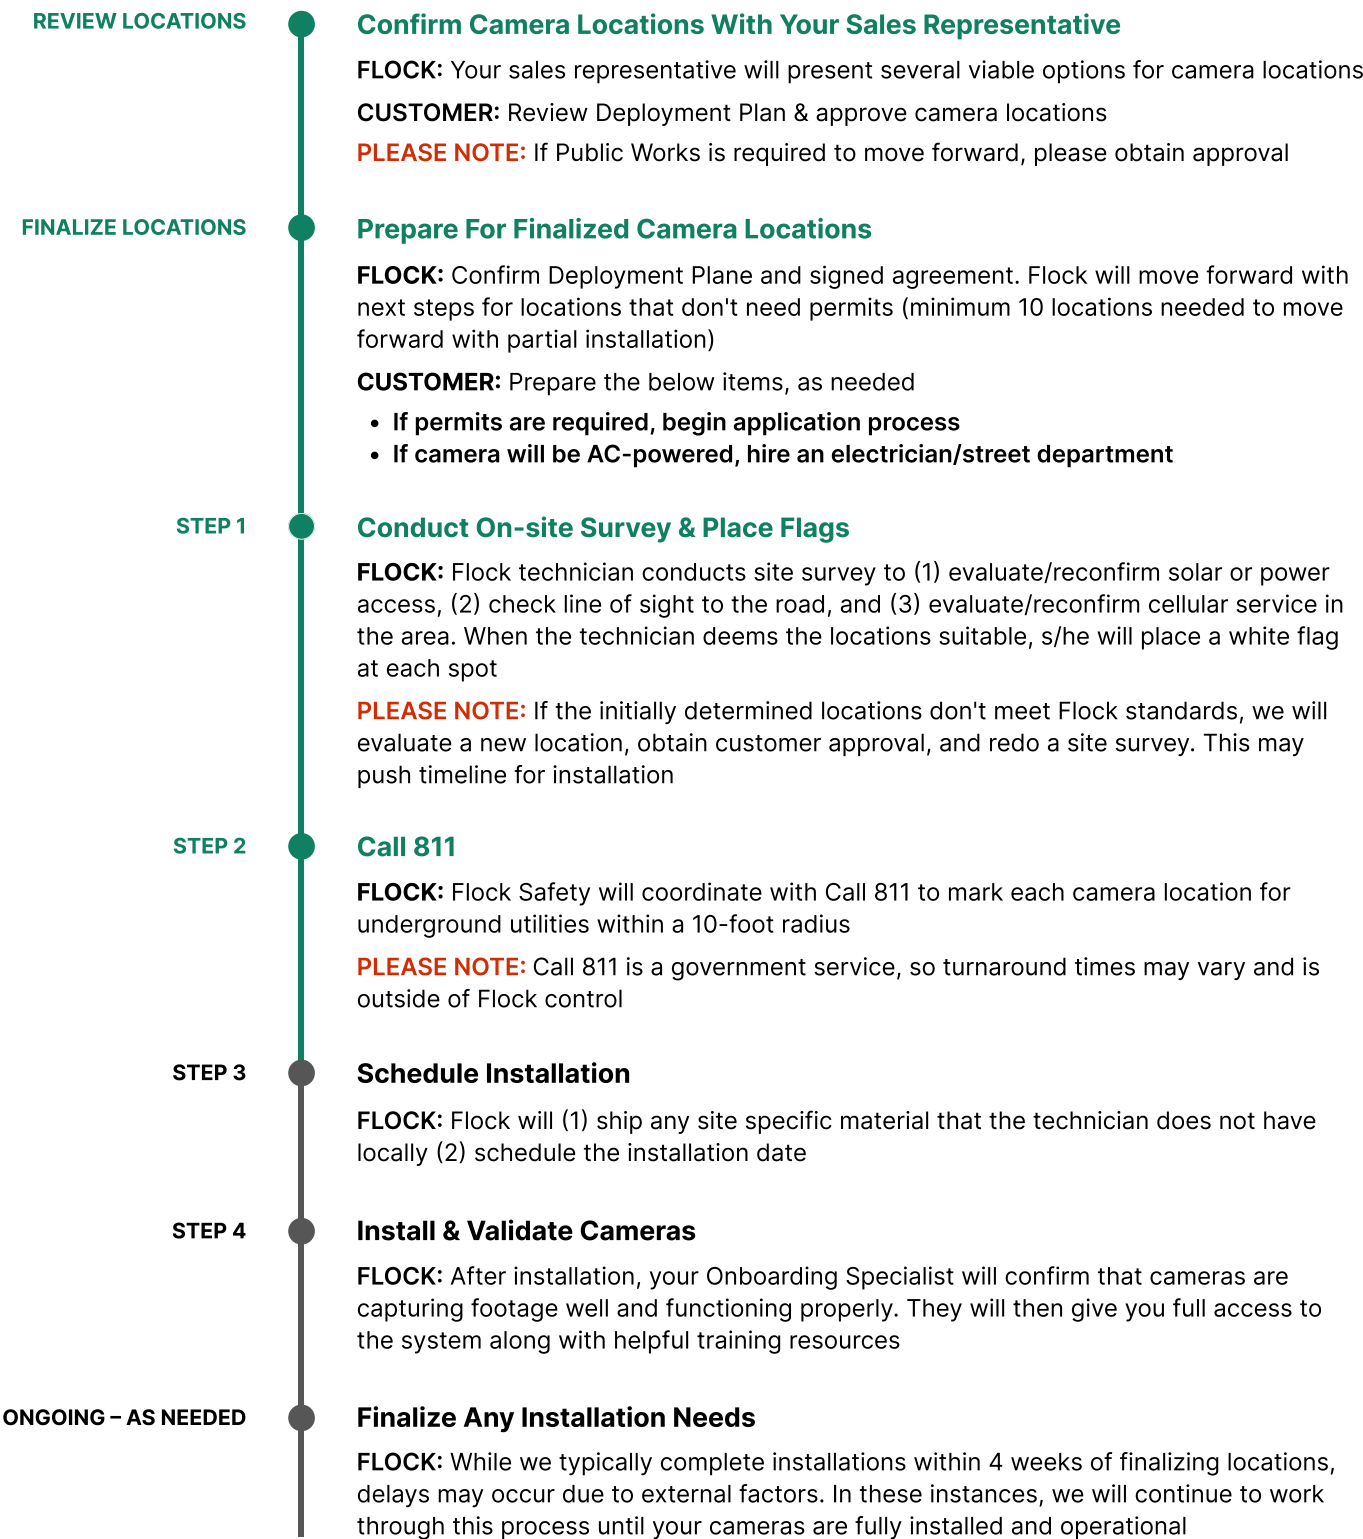 REVIEW LOCATIONS
Confirm Camera Locations With Your Sales Representative
FLOCK: Your sales representative will present several viable options for camera locations
CUSTOMER: Review Deployment Plan & approve camera locations
PLEASE NOTE: If Public Works is required to move forward, please obtain approval
FINALIZE LOCATIONS
Prepare For Finalized Camera Locations
FLOCK: Confirm Deployment Plane and signed agreement. Flock will move forward with
next steps for locations that don't need permits (minimum 10 locations needed to move
forward with partial installation)
CUSTOMER: Prepare the below items, as needed
• If permits are required, begin application process
• If camera will be AC-powered, hire an electrician/street department
STEP 1
Conduct On-site Survey & Place Flags
FLOCK: Flock technician conducts site survey to (1) evaluate/reconfirm solar or power
access, (2) check line of sight to the road, and (3) evaluate/reconfirm cellular service in
the area. When the technician deems the locations suitable, s/he will place a white flag
at each spot
PLEASE NOTE: If the initially determined locations don't meet Flock standards, we will
evaluate a new location, obtain customer approval, and redo a site survey. This may
push timeline for installation
STEP 2
Call 811
FLOCK: Flock Safety will coordinate with Call 811 to mark each camera location for
underground utilities within a 10-foot radius
PLEASE NOTE: Call 811 is a government service, so turnaround times may vary and is
outside of Flock control
STEP 3
Schedule Installation
FLOCK: Flock will (1) ship any site specific material that the technician does not have
locally (2) schedule the installation date
STEP 4
Install & Validate Cameras
FLOCK: After installation, your Onboarding Specialist will confirm that cameras are
capturing footage well and functioning properly. They will then give you full access to
the system along with helpful training resources
ONGOING – AS NEEDED
Finalize Any Installation Needs
FLOCK: While we typically complete installations within 4 weeks of finalizing locations,
delays may occur due to external factors. In these instances, we will continue to work
through this process until your cameras are fully installed and operational